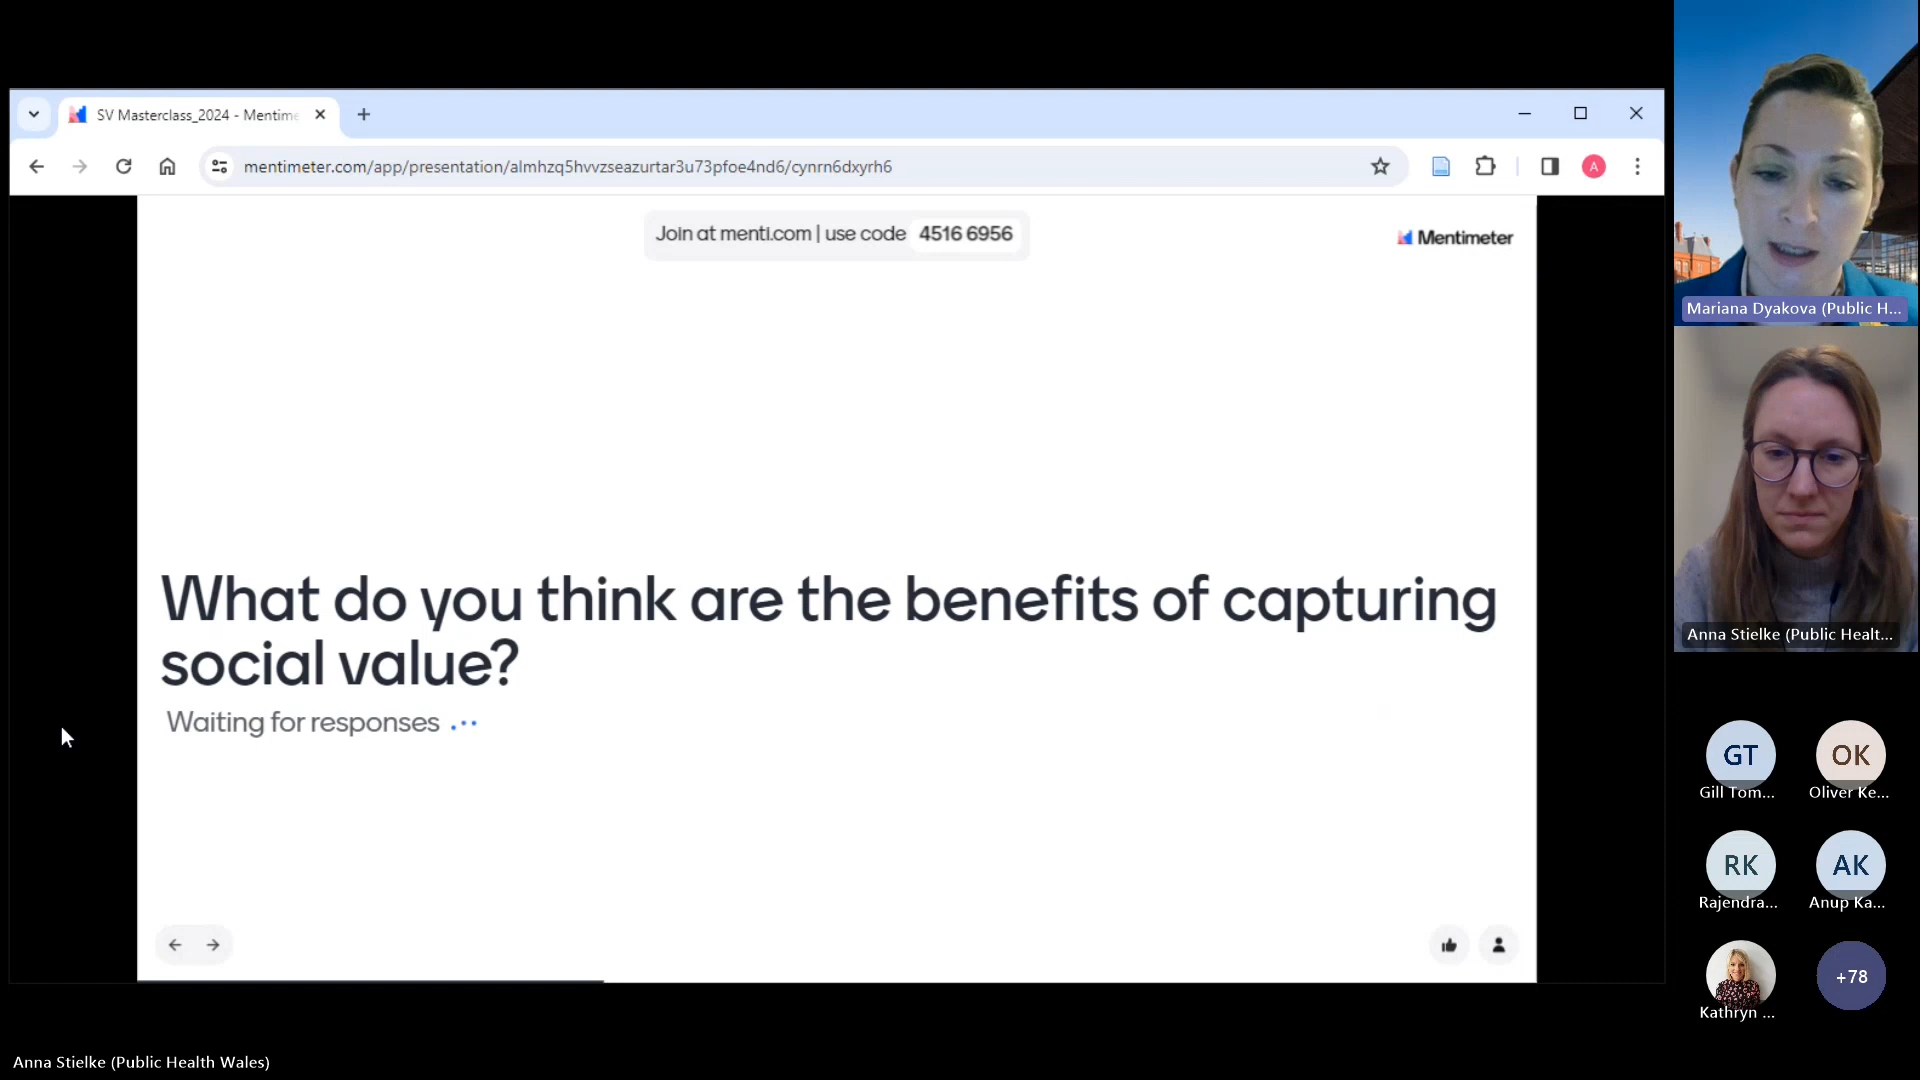 SV Masterclass_2024 - Mentime
mentimeter.com/app/presentation/almhzq5hvvzseazurtar3u73pfoe4nd6/cynrn6dxyrh6
A
Join at menti.com | use code 4516 6956
Mentimeter
What do you think are the benefits of capturing
social value?
Waiting for responses
Mariana Dyakova (Public H...
Anna Stielke (Public Healt...
GT
Gill Tom...
OK
Oliver Ke...
RK
Rajendra...
AK
Anup Ka...
Kathryn ...
+78
Anna Stielke (Public Health Wales)